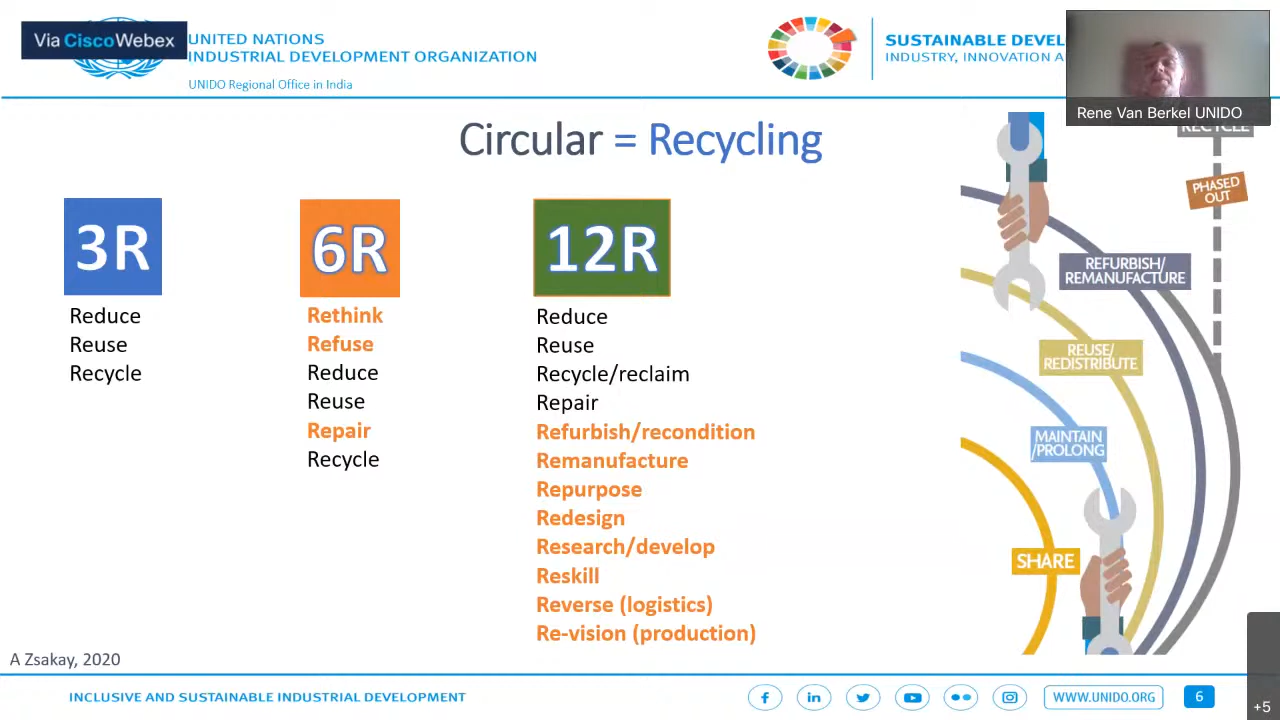 Via CiscoWebex
UNITED NATIONS
INDUSTRIAL DEVELOPMENT ORGANIZATION
UNIDO Regional Office in India
SUSTAINABLE DEVEL
INDUSTRY, INNOVATION A
Rene Van Berkel UNIDO
Circular = Recycling
3R
Reduce
Reuse
Recycle
6R
Rethink
Refuse
Reduce
Reuse
Repair
Recycle
12R
Reduce
Reuse
Recycle/reclaim
Repair
Refurbish/recondition
Remanufacture
Repurpose
Redesign
Research/develop
Reskill
Reverse (logistics)
Re-vision (production)
RECYCLE
PHASED
OUT
REFURBISH/
REMANUFACTURE
REUSE/
REDISTRIBUTE
MAINTAIN
/PROLONG
SHARE
A Zsakay, 2020
INCLUSIVE AND SUSTAINABLE INDUSTRIAL DEVELOPMENT
WWW.UNIDO.ORG
6
+5